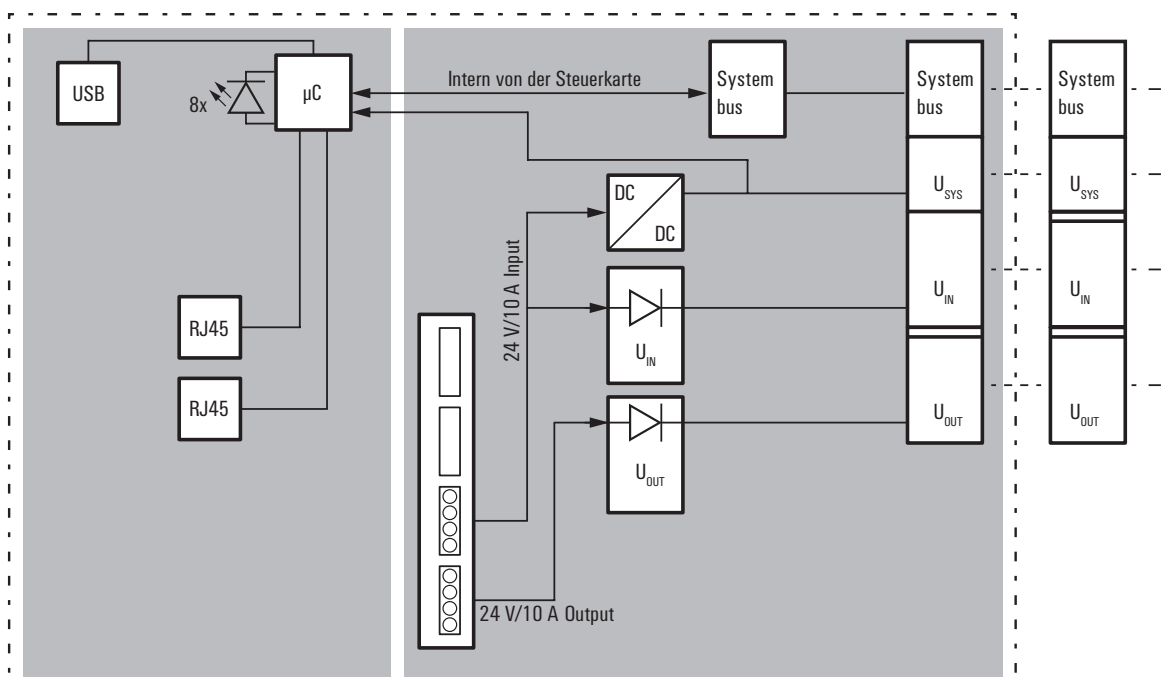 USB
8x
µC
Intern von der Steuerkarte
System
bus
System
bus
System
bus
DC
DC
U_SYS
U_SYS
24 V/10 A Input
U_IN
U_IN
U_IN
RJ45
RJ45
U_OUT
U_OUT
U_OUT
24 V/10 A Output